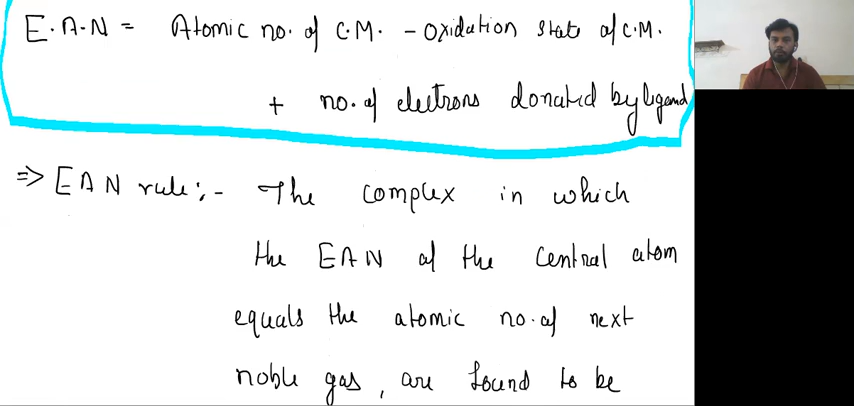 E.A.N = Atomic no. of C.M. - Oxidation state of C.M.
+ no. of electrons donated by ligand
=> EAN rule:- The complex in which
the EAN of the central atom
equals the atomic no. of next
noble gas, are found to be